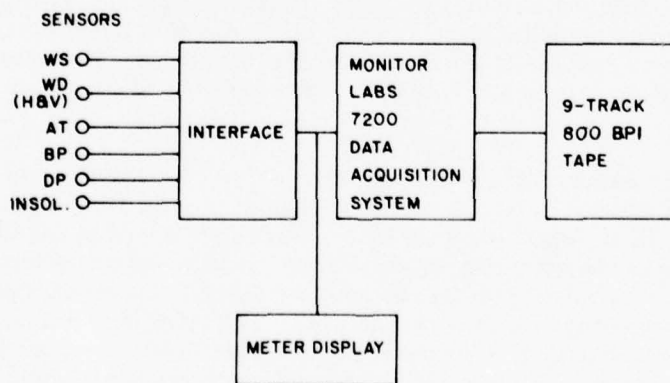 SENSORS
WS
WD
(H&V)
AT
BP
DP
INSOL.
INTERFACE
MONITOR
LABS
7200
DATA
ACQUISITION
SYSTEM
9-TRACK
800 BPI
TAPE
METER DISPLAY